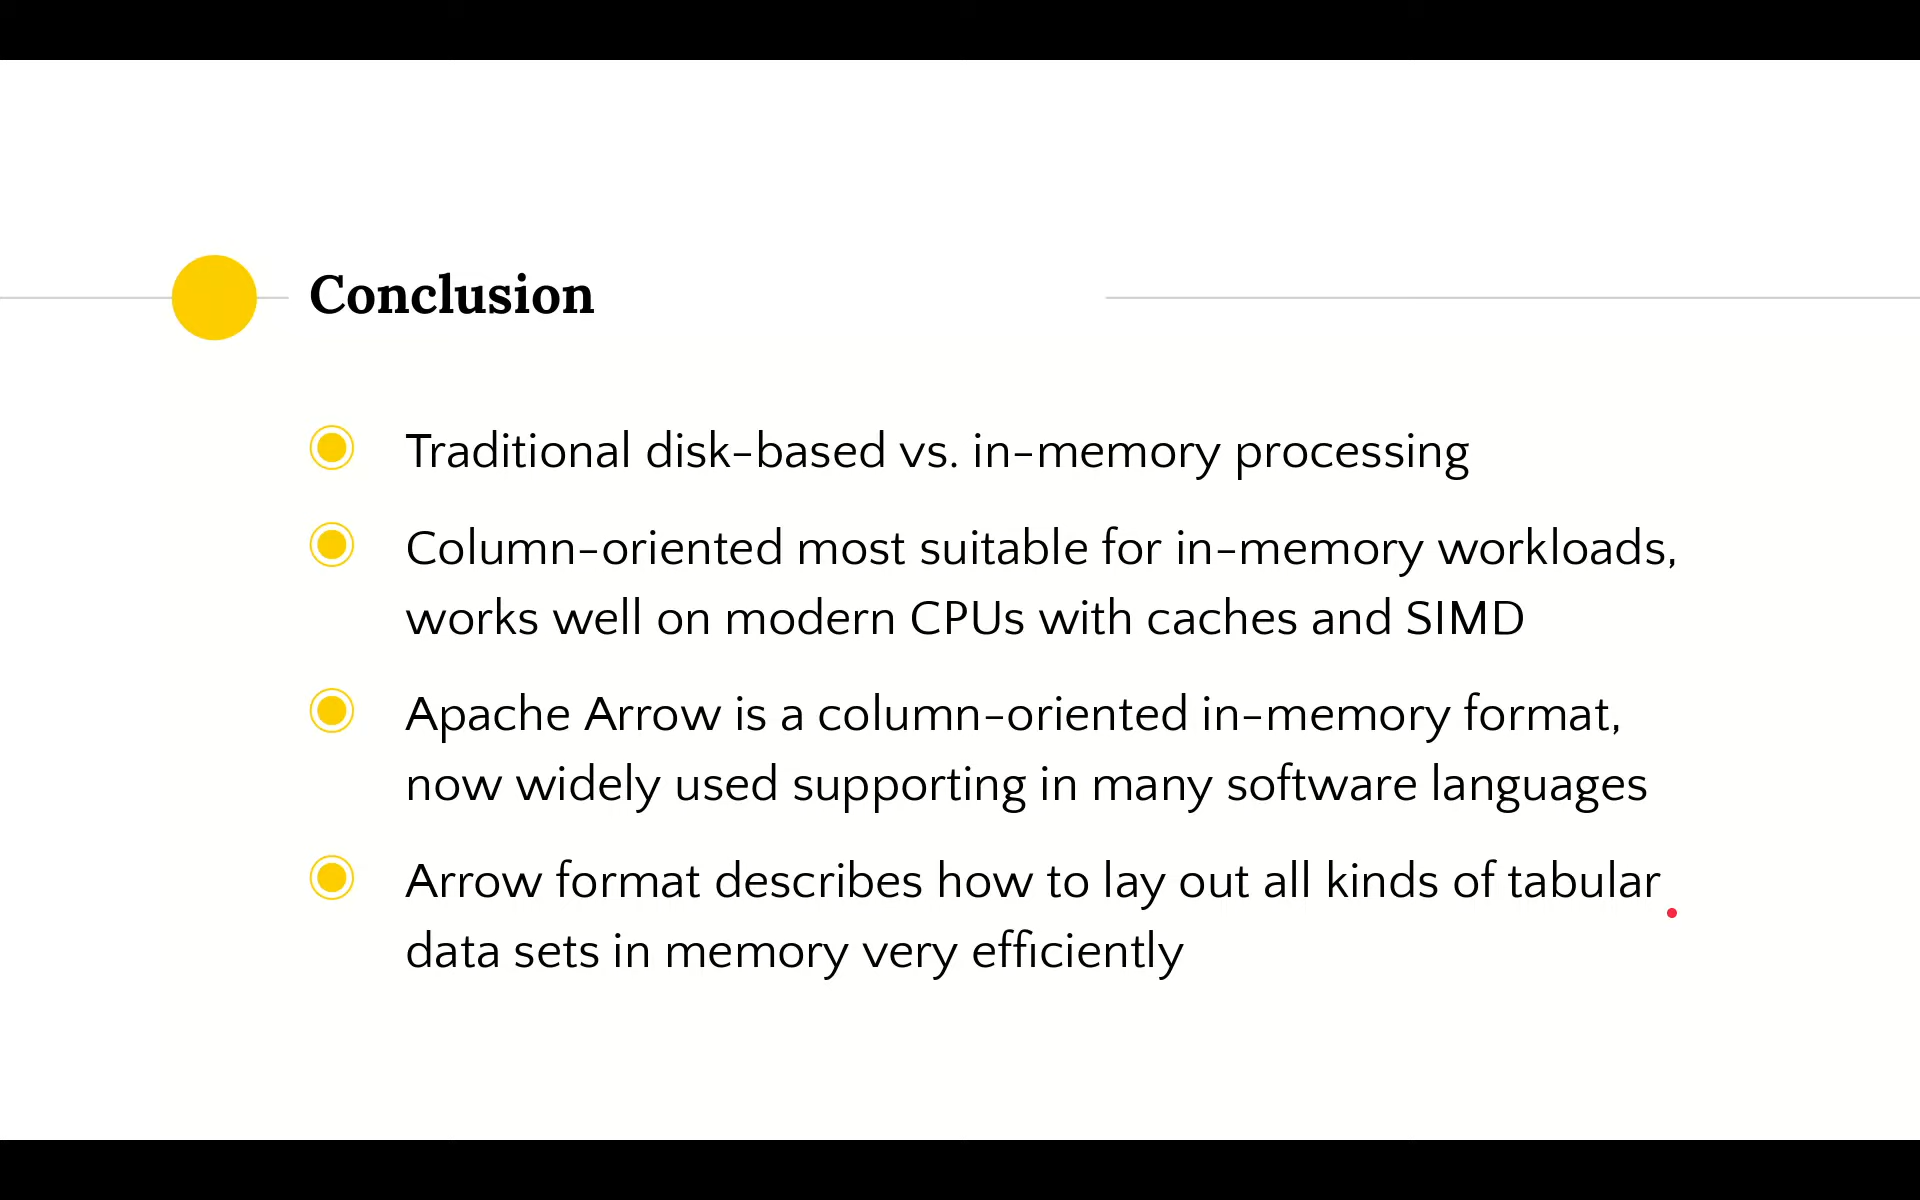 Conclusion
Traditional disk-based vs. in-memory processing
Column-oriented most suitable for in-memory workloads,
works well on modern CPUs with caches and SIMD
Apache Arrow is a column-oriented in-memory format,
now widely used supporting in many software languages
Arrow format describes how to lay out all kinds of tabular
data sets in memory very efficiently